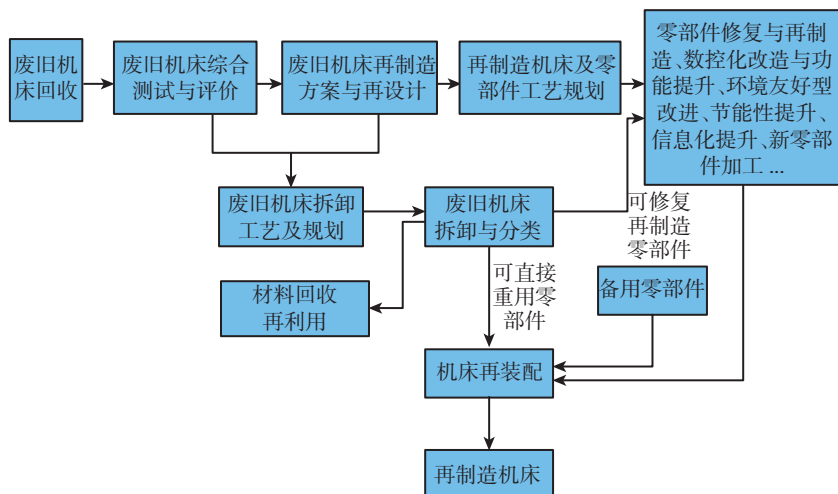 废旧机
床回收
废旧机床综合
测试与评价
废旧机床再制造
方案与再设计
再制造机床及零
部件工艺规划
零部件修复与再制
造、数控化改造与功
能提升、环境友好型
改进、节能性提升、
信息化提升、新零部
件加工 ...
废旧机床拆卸
工艺及规划
废旧机床
拆卸与分类
可修复
再制造
零部件
材料回收
再利用
可直接
重用零
部件
备用零部件
机床再装配
再制造机床